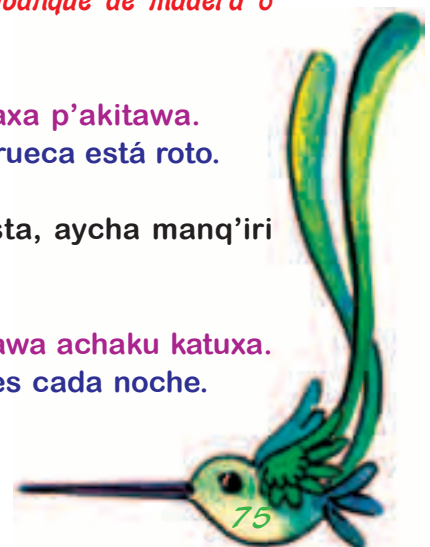 banque de madera o
axa p'akitawa.
rueca está roto.
sta, aycha manq'iri
awa achaku katuxa.
es cada noche.
75